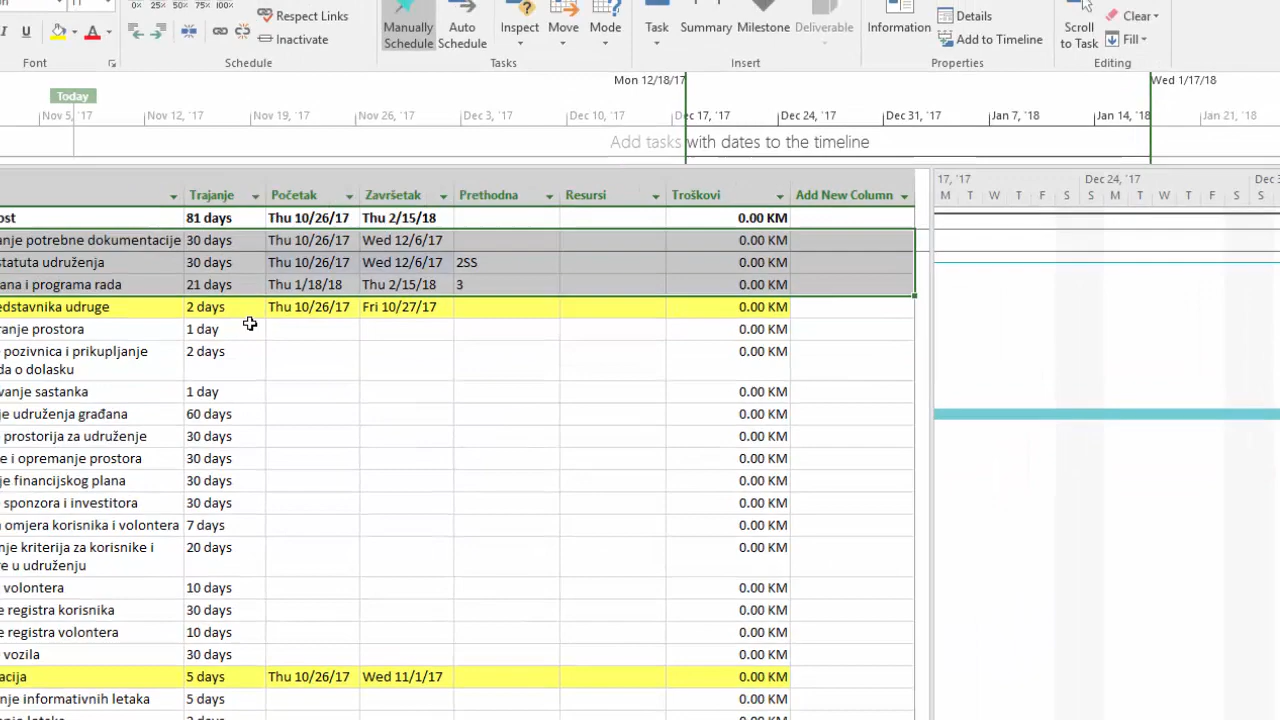 0% 25% 50% 75% 100%
Respect Links
Inactivate
Manually
Schedule
Auto
Schedule
Inspect
Move
Mode
Task
Summary
Milestone
Deliverable
Information
Details
Add to Timeline
Scroll
to Task
Clear
Fill
Font
Schedule
Tasks
Insert
Properties
Editing
Mon 12/18/17
Wed 1/17/18
Today
Nov 5, '17 Nov 12, '17 Nov 19, '17 Nov 26, '17 Dec 3, '17 Dec 10, '17 Dec 17, '17 Dec 24, '17 Dec 31, '17 Jan 7, '18 Jan 14, '18 Jan 21, '18
Add tasks with dates to the timeline
Trajanje Početak Završetak Prethodna Resursi Troškovi Add New Column
17, '17 Dec 24, '17 Dec 3
M T W T F S S M T W T F S S M
ost 81 days Thu 10/26/17 Thu 2/15/18 0.00 KM
anje potrebne dokumentacije 30 days Thu 10/26/17 Wed 12/6/17 0.00 KM
statuta udruženja 30 days Thu 10/26/17 Wed 12/6/17 2SS 0.00 KM
ana i programa rada 21 days Thu 1/18/18 Thu 2/15/18 3 0.00 KM
edstavnika udruge 2 days Thu 10/26/17 Fri 10/27/17 0.00 KM
ranje prostora 1 day 0.00 KM
pozivnica i prikupljanje 2 days 0.00 KM
da o dolasku
vanje sastanka 1 day 0.00 KM
je udruženja građana 60 days 0.00 KM
prostorija za udruženje 30 days 0.00 KM
e i opremanje prostora 30 days 0.00 KM
je financijskog plana 30 days 0.00 KM
sponzora i investitora 30 days 0.00 KM
omjera korisnika i volontera 7 days 0.00 KM
nje kriterija za korisnike i 20 days 0.00 KM
re u udruženju
volontera 10 days 0.00 KM
e registra korisnika 30 days 0.00 KM
e registra volontera 10 days 0.00 KM
vozila 30 days 0.00 KM
acija 5 days Thu 10/26/17 Wed 11/1/17 0.00 KM
nje informativnih letaka 5 days 0.00 KM